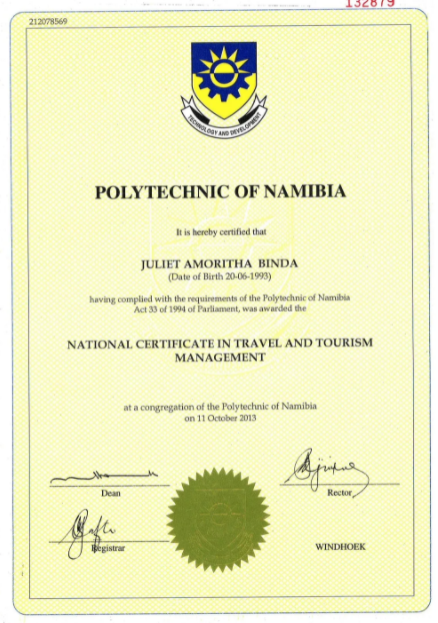 132879
212078569
TECHNOLOGY AND DEVELOPMENT
POLYTECHNIC OF NAMIBIA
It is hereby certified that
JULIET AMORITHA BINDA
(Date of Birth 20-06-1993)
having complied with the requirements of the Polytechnic of Namibia
Act 33 of 1994 of Parliament, was awarded the
NATIONAL CERTIFICATE IN TRAVEL AND TOURISM
MANAGEMENT
at a congregation of the Polytechnic of Namibia
on 11 October 2013
Dean
Rector
Registrar
WINDHOEK